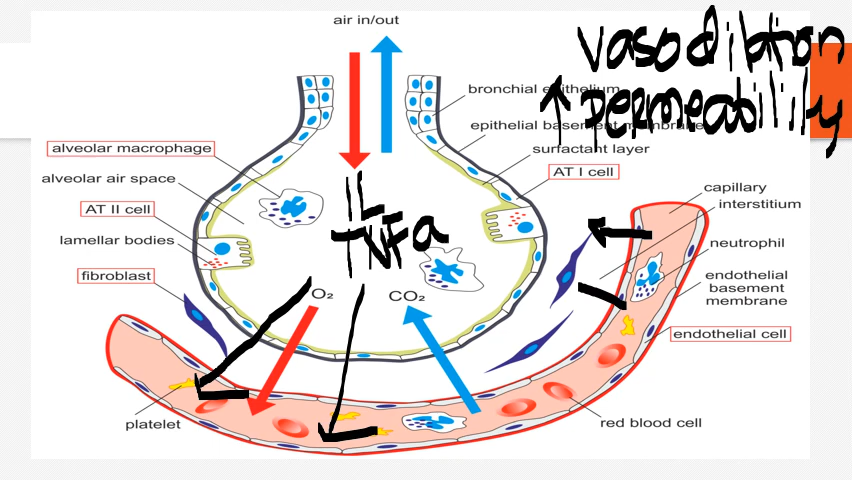 air in/out
vasodilation
↑ permeability
bronchial epithelium
epithelial basement membrane
surfactant layer
alveolar macrophage
AT I cell
alveolar air space
capillary
interstitium
AT II cell
IL
TNFa
lamellar bodies
neutrophil
fibroblast
endothelial
basement
membrane
O₂
CO₂
endothelial cell
platelet
red blood cell